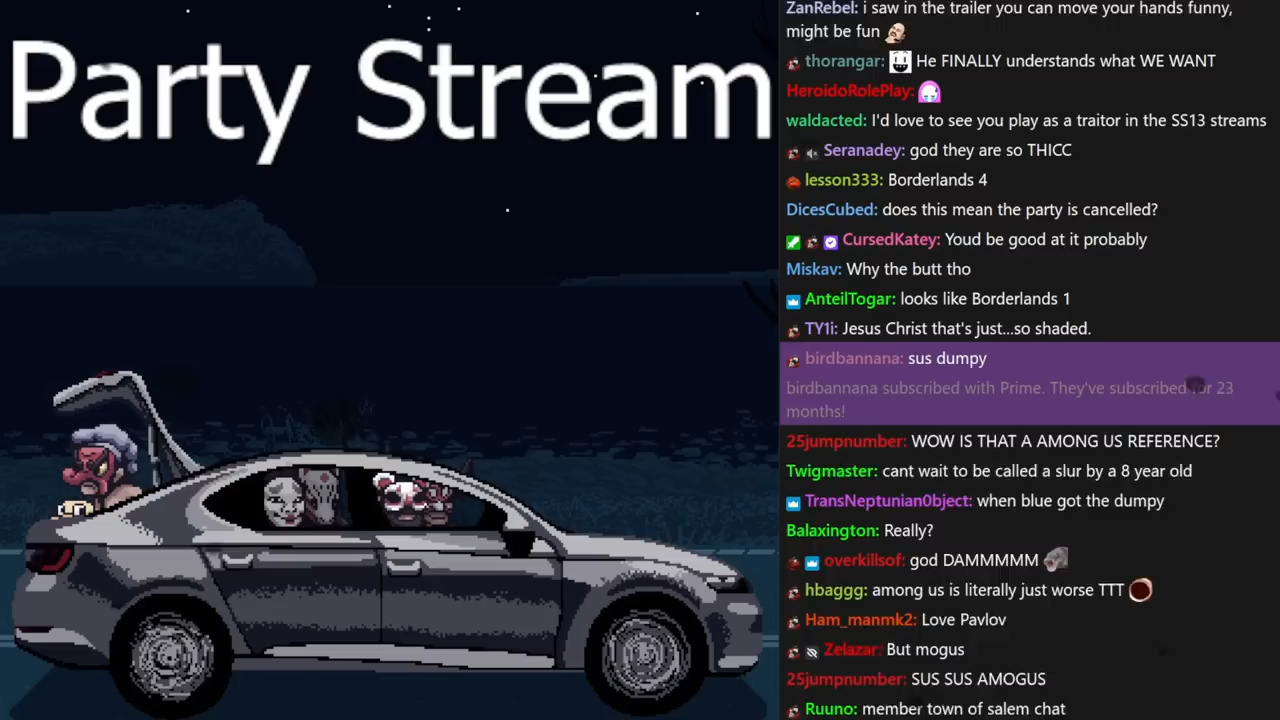 Party Stream
ZanRebel: i saw in the trailer you can move your hands funny,
might be fun
thorangar: He FINALLY understands what WE WANT
HeroidoRolePlay:
waldacted: I'd love to see you play as a traitor in the SS13 streams
Seranadey: god they are so THICC
lesson333: Borderlands 4
DicesCubed: does this mean the party is cancelled?
CursedKatey: Youd be good at it probably
Miskav: Why the butt tho
AnteilTogar: looks like Borderlands 1
TY1i: Jesus Christ that's just...so shaded.
birdbannana: sus dumpy
birdbannana subscribed with Prime. They've subscribed for 23
months!
25jumpnumber: WOW IS THAT A AMONG US REFERENCE?
Twigmaster: cant wait to be called a slur by a 8 year old
TransNeptunian0bject: when blue got the dumpy
Balaxington: Really?
overkillsof: god DAMMMMM
hbaggg: among us is literally just worse TTT
Ham_manmk2: Love Pavlov
Zelazar: But mogus
25jumpnumber: SUS SUS AMOGUS
Ruuno: member town of salem chat